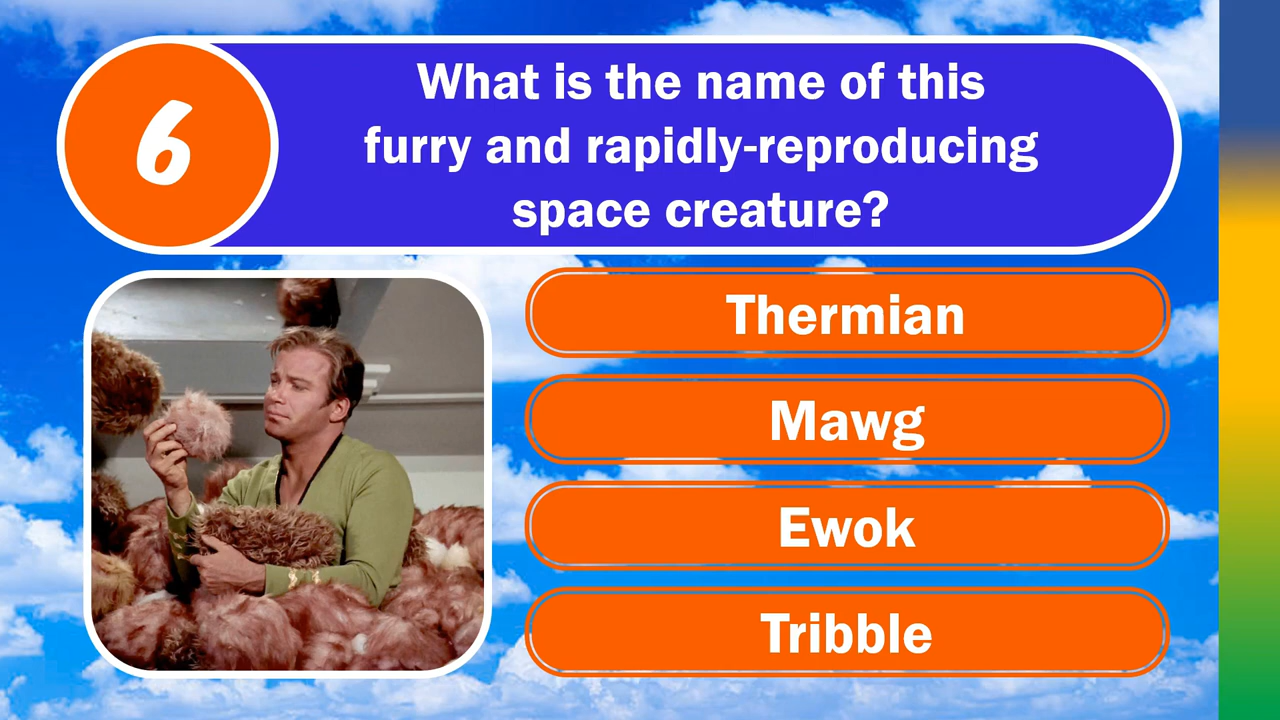 6
What is the name of this
furry and rapidly-reproducing
space creature?
Thermian
Mawg
Ewok
Tribble